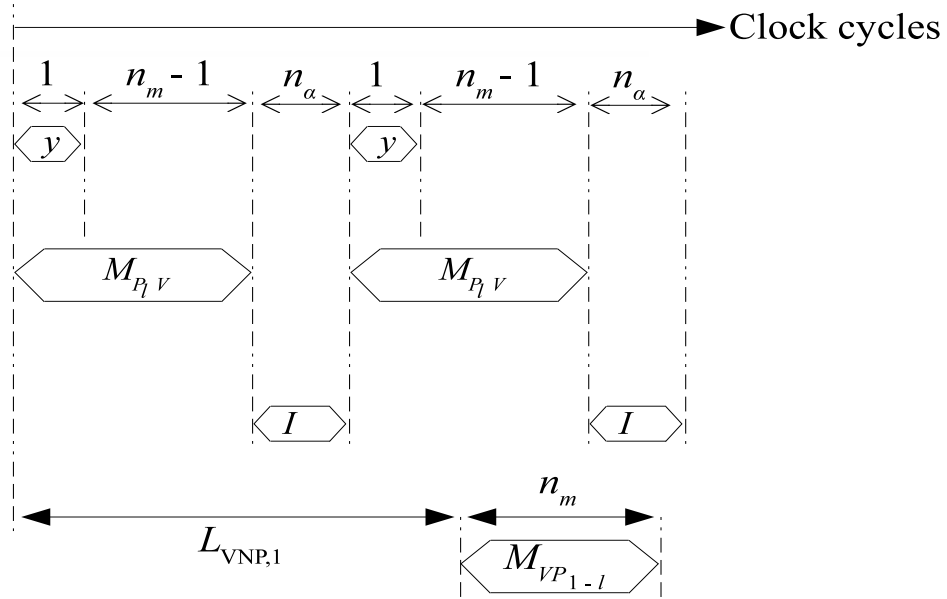 Clock cycles
1 n_m - 1 n_α 1 n_m - 1 n_α
y y
M_{P_l V} M_{P_l V}
I I
n_m
L_{VNP,1}
M_{VP_{1-l}}